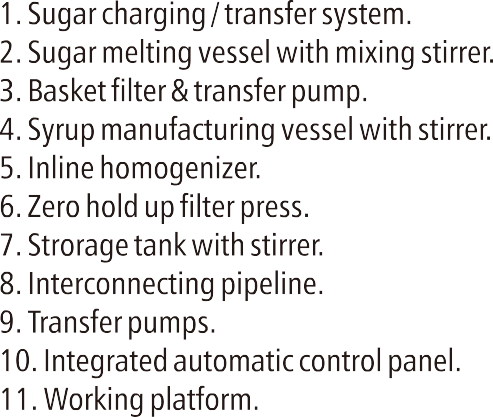 1. Sugar charging / transfer system.
2. Sugar melting vessel with mixing stirrer.
3. Basket filter & transfer pump.
4. Syrup manufacturing vessel with stirrer.
5. Inline homogenizer.
6. Zero hold up filter press.
7. Strorage tank with stirrer.
8. Interconnecting pipeline.
9. Transfer pumps.
10. Integrated automatic control panel.
11. Working platform.